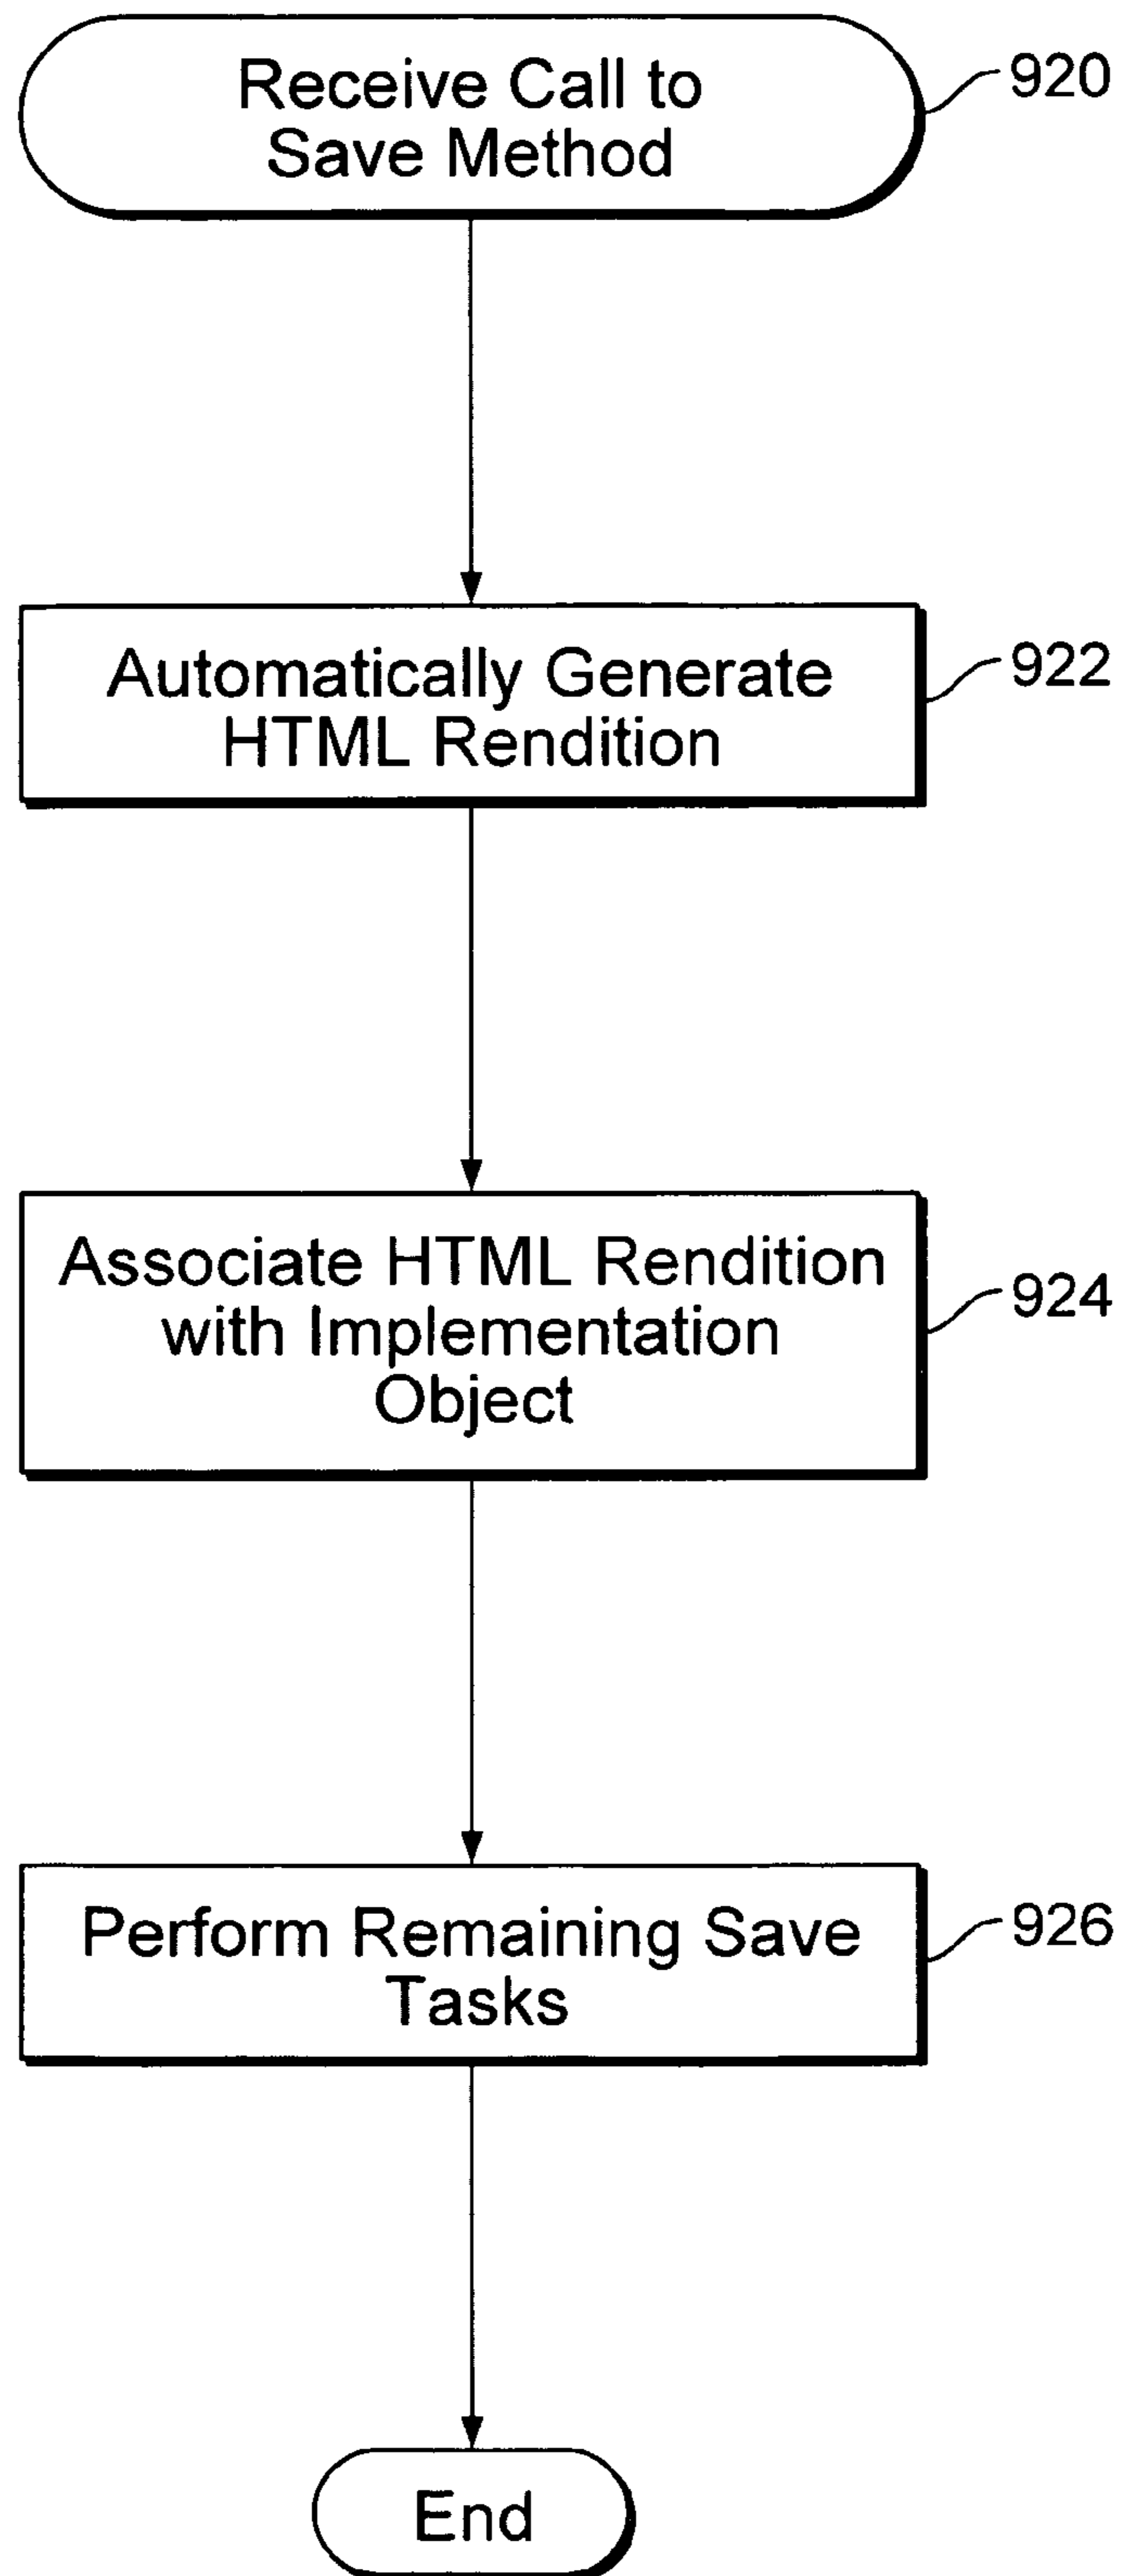 Receive Call to
Save Method
920
Automatically Generate
HTML Rendition
922
Associate HTML Rendition
with Implementation
Object
924
Perform Remaining Save
Tasks
926
End